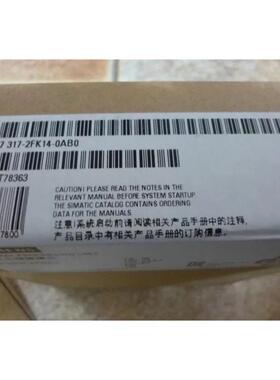 7 317-2FK14-0AB0
T78363
CAUTION! PLEASE READ THE NOTES IN THE
RELEVANT MANUAL BEFORE SYSTEM STARTUP.
THE SIMATIC CATALOG CONTAINS ORDERING
DATA FOR THE MANUALS.
7800
注意!系统启动前请阅读相关产品手册中的注释,
产品目录中有相关产品手册的订购信息.